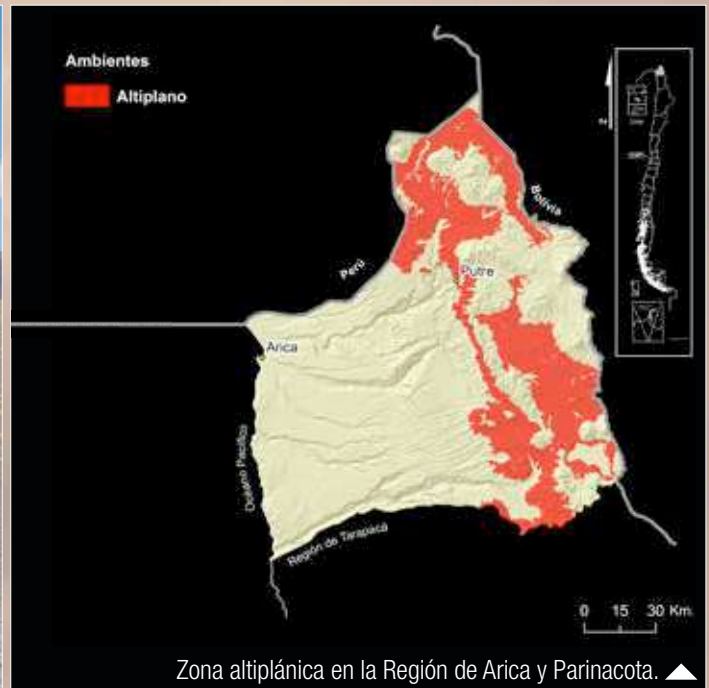 Ambientes
Altiplano
N
Bolivia
Perú
Putre
Arica
Océano Pacífico
Región de Tarapacá
0 15 30 Km.
Zona altiplánica en la Región de Arica y Parinacota.